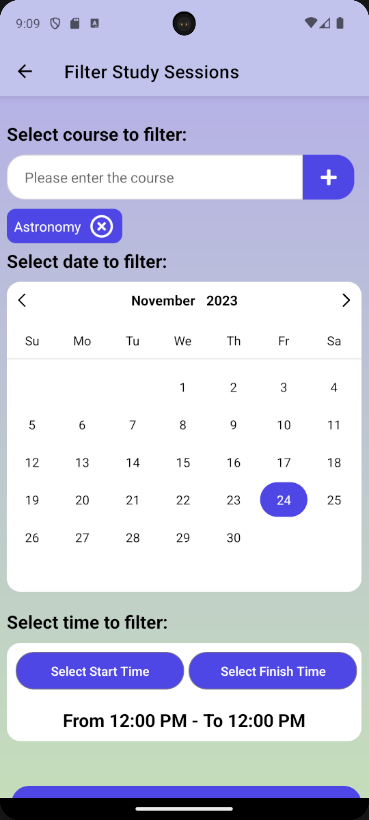 9:09
Filter Study Sessions
Select course to filter:
Please enter the course
Astronomy
Select date to filter:
November 2023
Su Mo Tu We Th Fr Sa
1 2 3 4
5 6 7 8 9 10 11
12 13 14 15 16 17 18
19 20 21 22 23 24 25
26 27 28 29 30
Select time to filter:
Select Start Time Select Finish Time
From 12:00 PM - To 12:00 PM